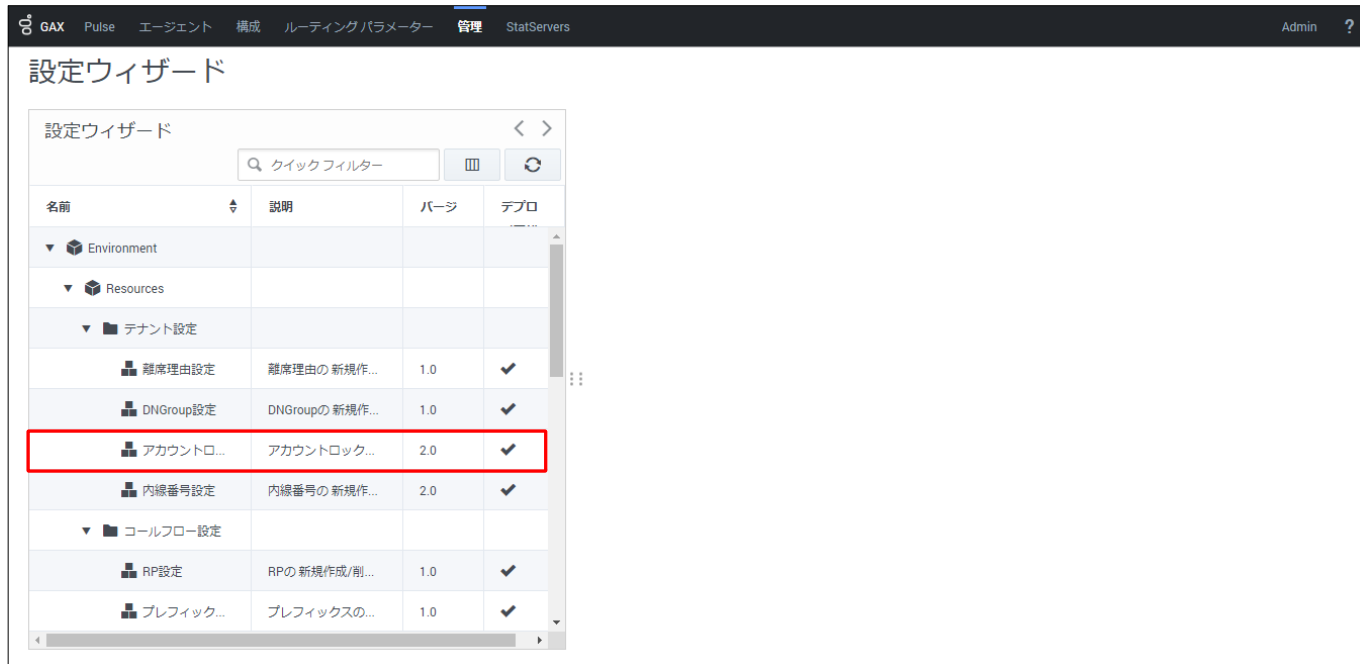 GAX Pulse エージェント 構成 ルーティング パラメーター 管理 StatServers Admin ?
設定ウィザード
設定ウィザード
クイック フィルター
名前 説明 バージ デプロ
Environment
Resources
テナント設定
離席理由設定 離席理由の 新規作... 1.0
DNGroup設定 DNGroupの 新規作... 1.0
アカウントロ... アカウントロック... 2.0
内線番号設定 内線番号の 新規作... 2.0
コールフロー設定
RP設定 RPの 新規作成/削... 1.0
プレフィック... プレフィックスの... 1.0